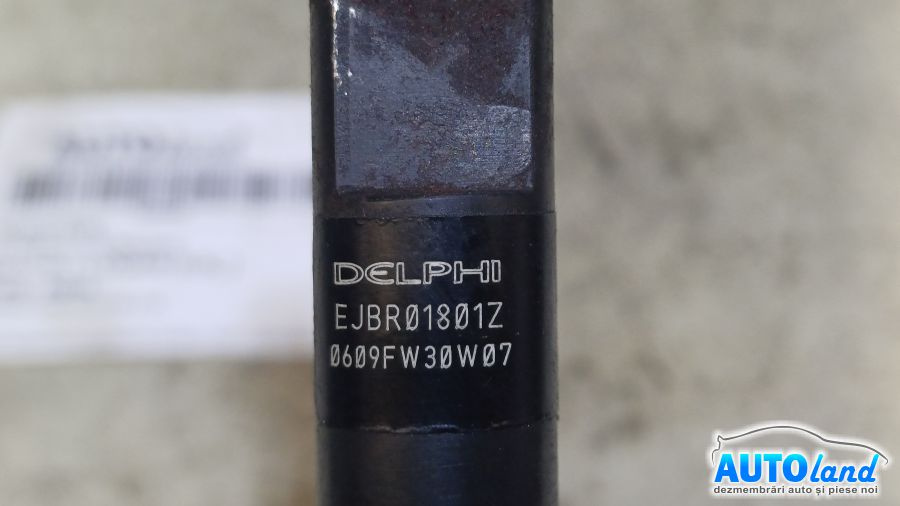 DELPHI
EJBR01801Z
0609FW30W07
AUTOland
dezmembrări auto și piese noi